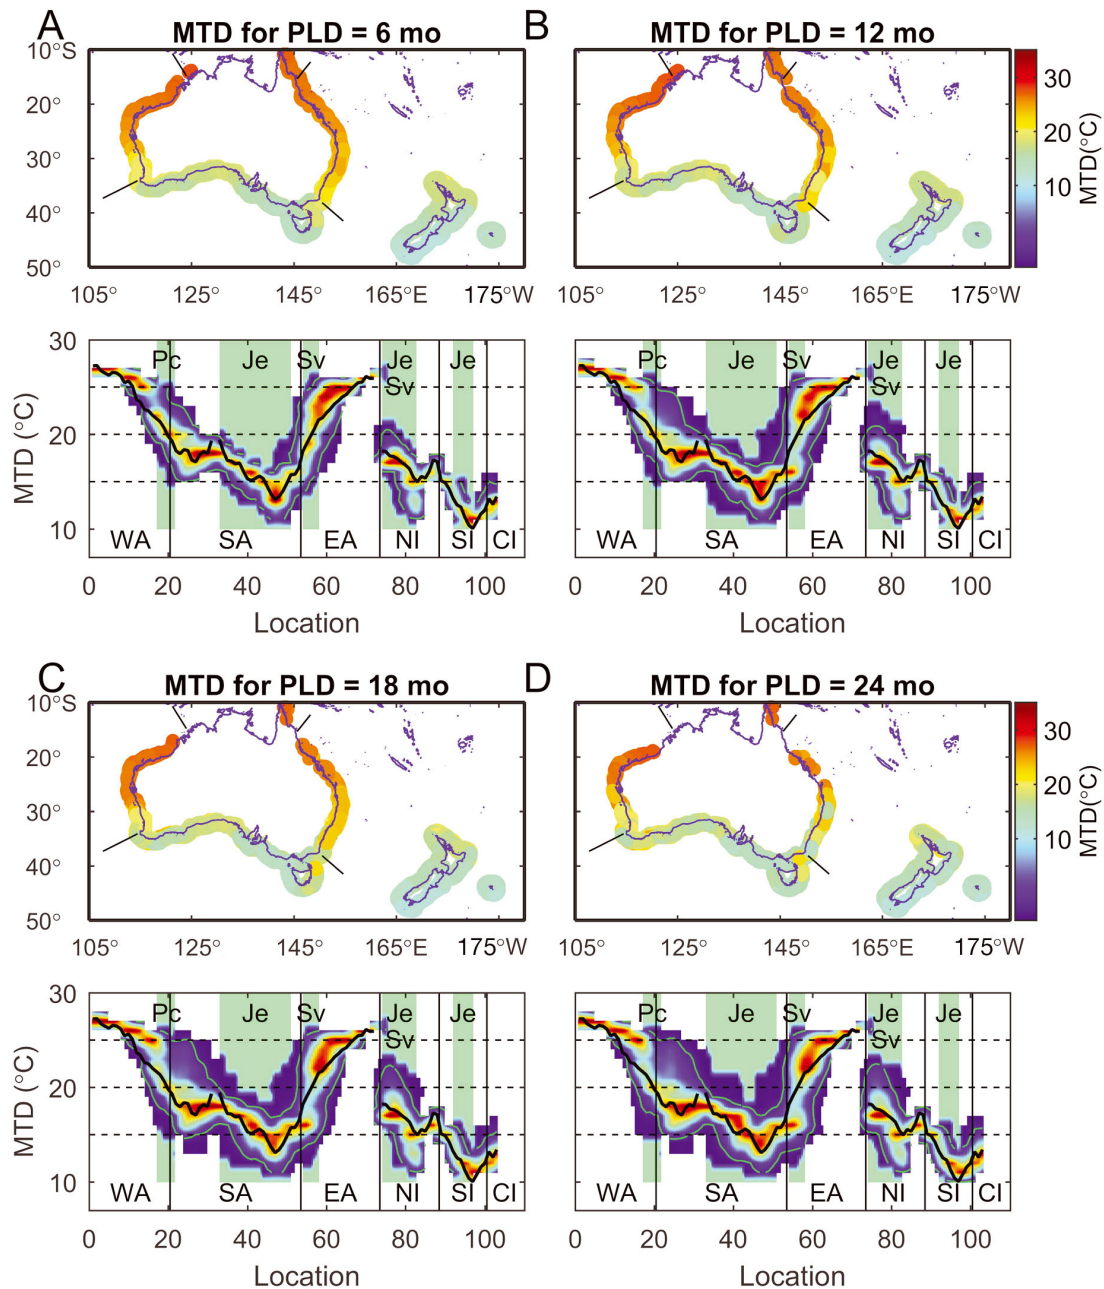 A
MTD for PLD = 6 mo
B
MTD for PLD = 12 mo
10°S
20°
30°
40°
50°
105°
125°
145°
165°E
175°W
105°
125°
145°
165°E
175°W
30
20
10
MTD(°C)
30
20
10
MTD (°C)
Pc
Je
Sv
Je
Sv
Je
WA
SA
EA
NI
SI
CI
0
20
40
60
80
100
Location
Pc
Je
Sv
Je
Sv
Je
WA
SA
EA
NI
SI
CI
0
20
40
60
80
100
Location
C
MTD for PLD = 18 mo
D
MTD for PLD = 24 mo
10°S
20°
30°
40°
50°
105°
125°
145°
165°E
175°W
105°
125°
145
165°E
175°W
30
20
10
MTD(°C)
30
20
10
MTD (°C)
Pc
Je
Sv
Je
Sv
Je
WA
SA
EA
NI
SI
CI
0
20
40
60
80
100
Location
Pc
Je
Sv
Je
Sv
Je
WA
SA
EA
NI
SI
CI
0
20
40
60
80
100
Location